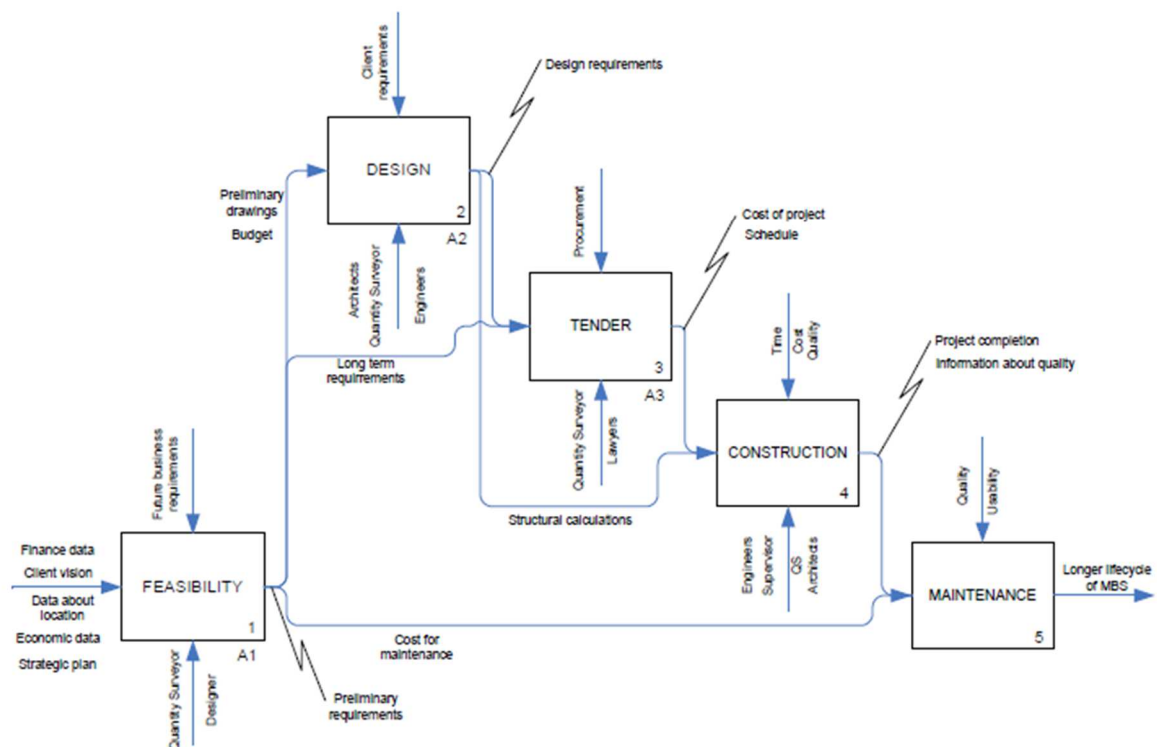 Client
requirements
Design requirements
DESIGN
2
A2
Preliminary
drawings
Budget
Architects
Quantity Surveyor
Engineers
Procurement
Cost of project
Schedule
TENDER
3
A3
Long term
requirrements
Quantity Surveyor
Lawyers
Time
Cost
Quality
Project completion
Information about quality
CONSTRUCTION
4
Structural calculations
Engineers
Supervisor
QS
Architects
Quality
Usability
Future business
requirements
Finance data
Client vision
Data about
location
Economic data
Strategic plan
FEASIBILITY
1
A1
Quantity Surveyor
Designer
Preliminary
requirements
Cost for
maintenance
MAINTENANCE
5
Longer lifecycle
of MBS